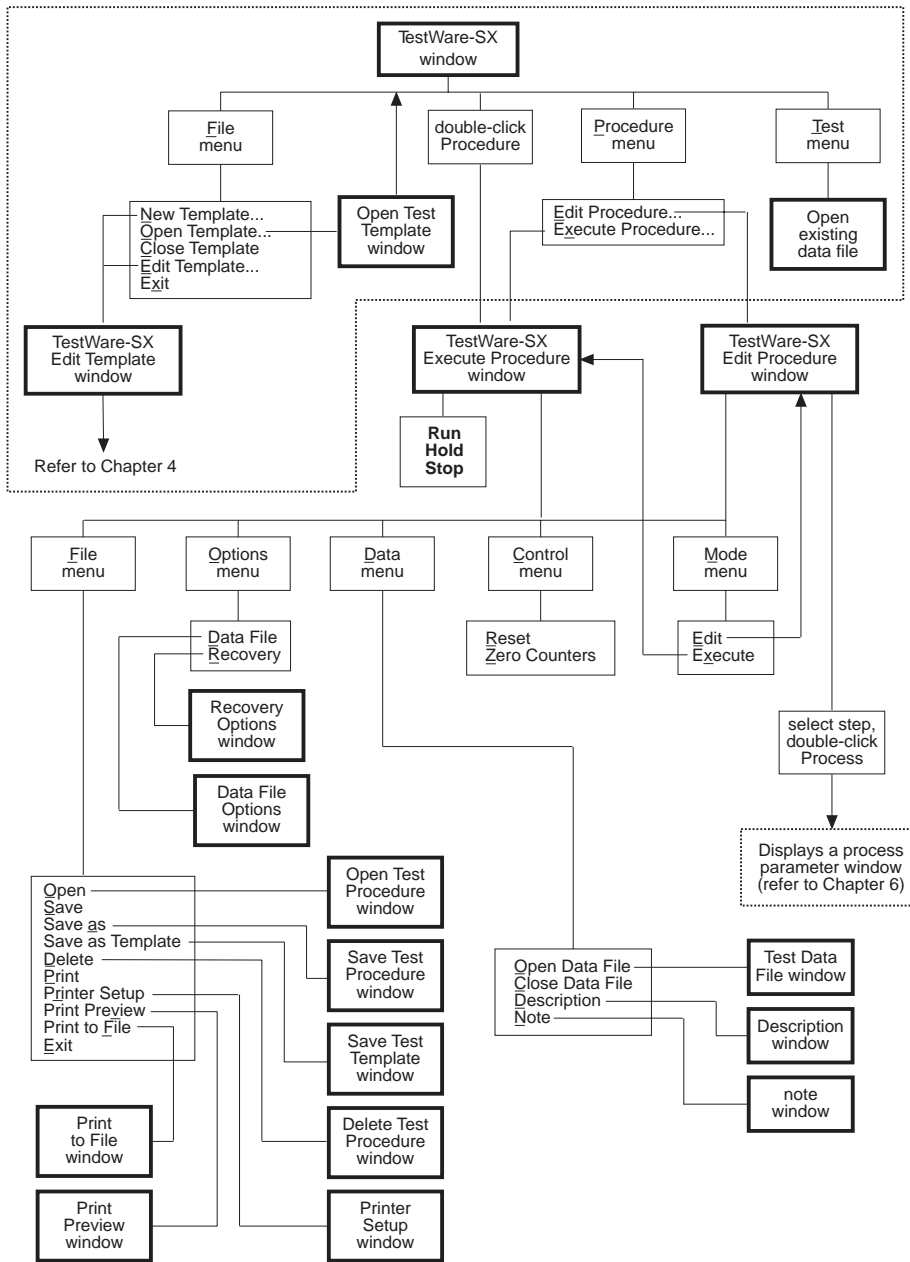 TestWare-SX
window
File
menu
double-click
Procedure
Procedure
menu
Test
menu
New Template...
Open Template...
Close Template
Edit Template...
Exit
Open Test
Template
window
Edit Procedure...
Execute Procedure...
Open
existing
data file
TestWare-SX
Edit Template
window
TestWare-SX
Execute Procedure
window
TestWare-SX
Edit Procedure
window
Refer to Chapter 4
Run
Hold
Stop
File
menu
Options
menu
Data
menu
Control
menu
Mode
menu
Data File
Recovery
Reset
Zero Counters
Edit
Execute
Recovery
Options
window
Data File
Options
window
select step,
double-click
Process
Displays a process
parameter window
(refer to Chapter 6)
Open
Save
Save as
Save as Template
Delete
Print
Printer Setup
Print Preview
Print to File
Exit
Open Test
Procedure
window
Save Test
Procedure
window
Save Test
Template
window
Delete Test
Procedure
window
Printer
Setup
window
Print
to File
window
Print
Preview
window
Open Data File
Close Data File
Description
Note
Test Data
File window
Description
window
note
window